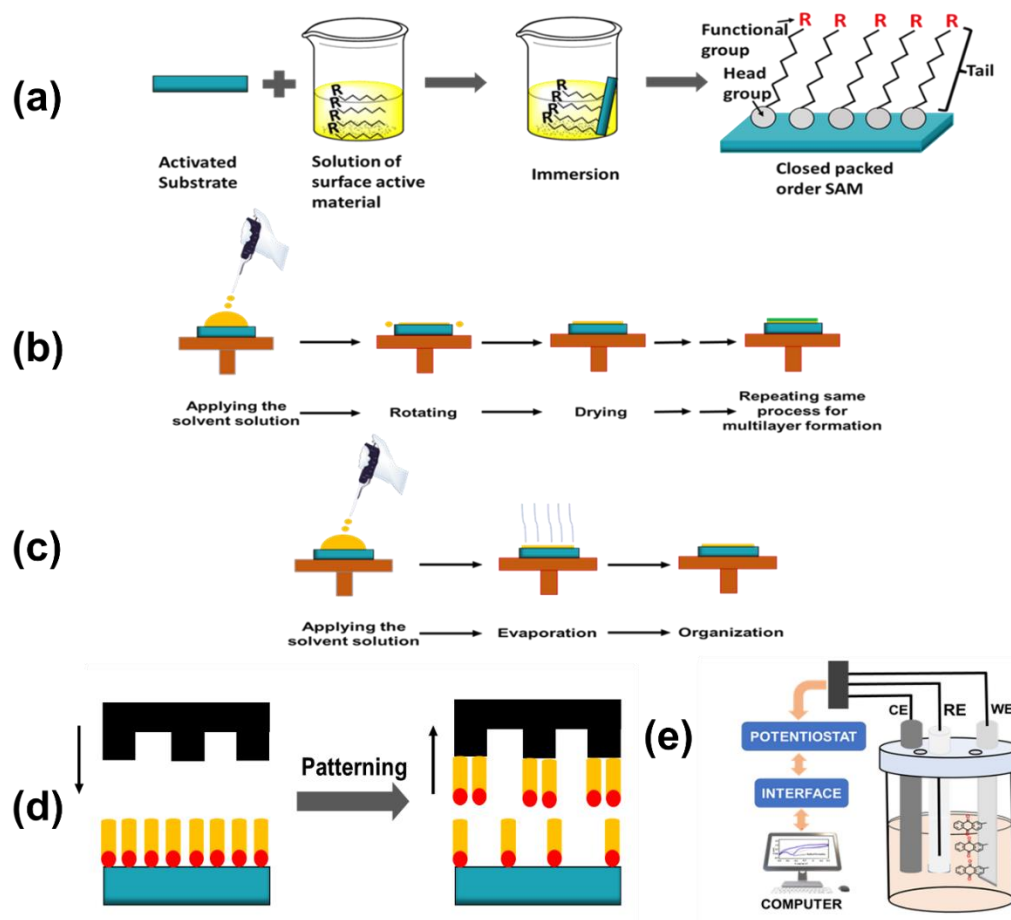 (a)
R
R
R
R
Activated
Substrate
Solution of
surface active
material
R
R
R
R
Immersion
Functional
group
R R R R R
Head
group
Tail
Closed packed
order SAM
(b)
Applying the
solvent solution
Rotating
Drying
Repeating same
process for
multilayer formation
(c)
Applying the
solvent solution
Evaporation
Organization
(d)
Patterning
(e)
CE
RE
WE
POTENTIOSTAT
INTERFACE
COMPUTER